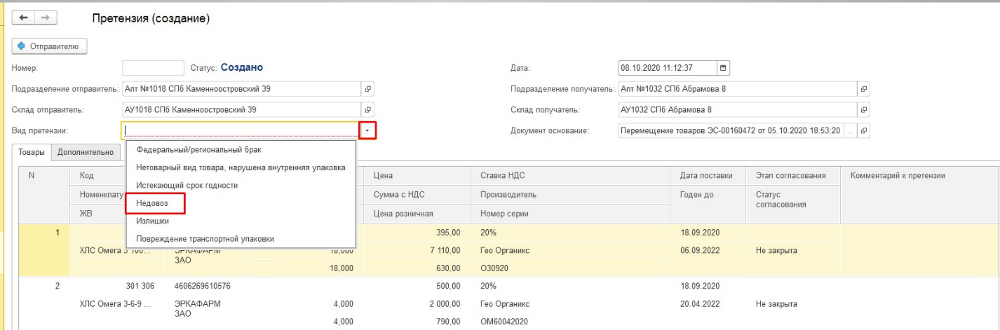 Претензия (создание)
Отправителю
Номер: Статус: Создано Дата: 08.10.2020 11:12:37
Подразделение отправитель: Апт №1018 СПб Каменноостровский 39 Подразделение получатель: Апт №1032 СПб Абрамова 8
Склад отправитель: АУ1018 СПб Каменноостровский 39 Склад получатель: АУ1032 СПб Абрамова 8
Вид претензии: Документ основание: Перемещение товаров ЭС-00160472 от 05.10.2020 18:53:20 ...
Товары Дополнительно
Федеральный/региональный брак
Нетоварный вид товара, нарушена внутренняя упаковка
Истекающий срок годности
Недовоз
Излишки
Повреждение транспортной упаковки
N Код Цена Ставка НДС Дата поставки Этап согласования Комментарий к претензии
Номенклату Сумма с НДС Производитель Годен до Статус согласования
ЖВ Цена розничная Номер серии
1 395,00 20% 18.09.2020
ХЛС Омега 3 100... ЭРКАФАРМ ЗАО 18,000 7 110,00 Гео Органикс 06.09.2022 Не закрыта
18,000 630,00 О30920
2 301 306 4606269610576 500,00 20% 18.09.2020
ХЛС Омега 3-6-9 ... ЭРКАФАРМ ЗАО 4,000 2 000,00 Гео Органикс 20.04.2022 Не закрыта
4,000 790,00 ОМ60042020